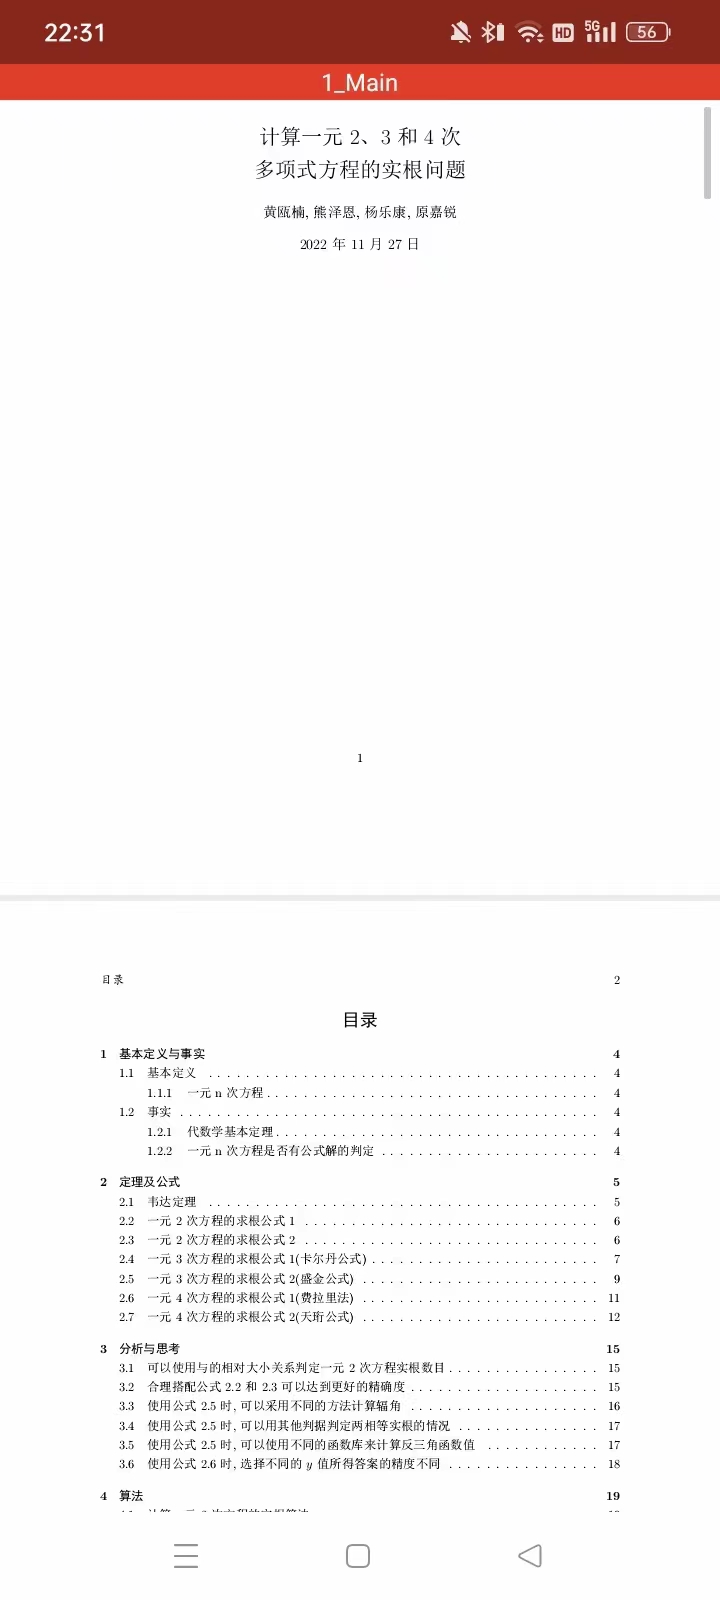 22:31
HD 5G 56
1_Main
计算一元 2、3 和 4 次
多项式方程的实根问题
黄瓯楠, 熊泽恩, 杨乐康, 原嘉锐
2022 年 11 月 27 日
1
目录 2
目录
1 基本定义与事实 4
1.1 基本定义 . . . . . . . . . . . . . . . . . . . . 4
1.1.1 一元 n 次方程 . . . . . . . . . . . . . . . . . . . . 4
1.2 事实 . . . . . . . . . . . . . . . . . . . . 4
1.2.1 代数学基本定理 . . . . . . . . . . . . . . . . . . . . 4
1.2.2 一元 n 次方程是否有公式解的判定 . . . . . . . . . . . . . . . . . . . . 4
2 定理及公式 5
2.1 韦达定理 . . . . . . . . . . . . . . . . . . . . 5
2.2 一元 2 次方程的求根公式 1 . . . . . . . . . . . . . . . . . . . . 6
2.3 一元 2 次方程的求根公式 2 . . . . . . . . . . . . . . . . . . . . 6
2.4 一元 3 次方程的求根公式 1(卡尔丹公式) . . . . . . . . . . . . . . . . . . . . 7
2.5 一元 3 次方程的求根公式 2(盛金公式) . . . . . . . . . . . . . . . . . . . . 9
2.6 一元 4 次方程的求根公式 1(费拉里法) . . . . . . . . . . . . . . . . . . . . 11
2.7 一元 4 次方程的求根公式 2(天珩公式) . . . . . . . . . . . . . . . . . . . . 12
3 分析与思考 15
3.1 可以使用与的相对大小关系判定一元 2 次方程实根数目 . . . . . . . . . . . . . . . . 15
3.2 合理搭配公式 2.2 和 2.3 可以达到更好的精确度 . . . . . . . . . . . . . . . . . . . . 15
3.3 使用公式 2.5 时, 可以采用不同的方法计算辐角 . . . . . . . . . . . . . . . . . . . . 16
3.4 使用公式 2.5 时, 可以用其他判据判定两相等实根的情况 . . . . . . . . . . . . . . . 17
3.5 使用公式 2.5 时, 可以使用不同的函数库来计算反三角函数值 . . . . . . . . . . . . 17
3.6 使用公式 2.6 时, 选择不同的 y 值所得答案的精度不同 . . . . . . . . . . . . . . . . 18
4 算法 19